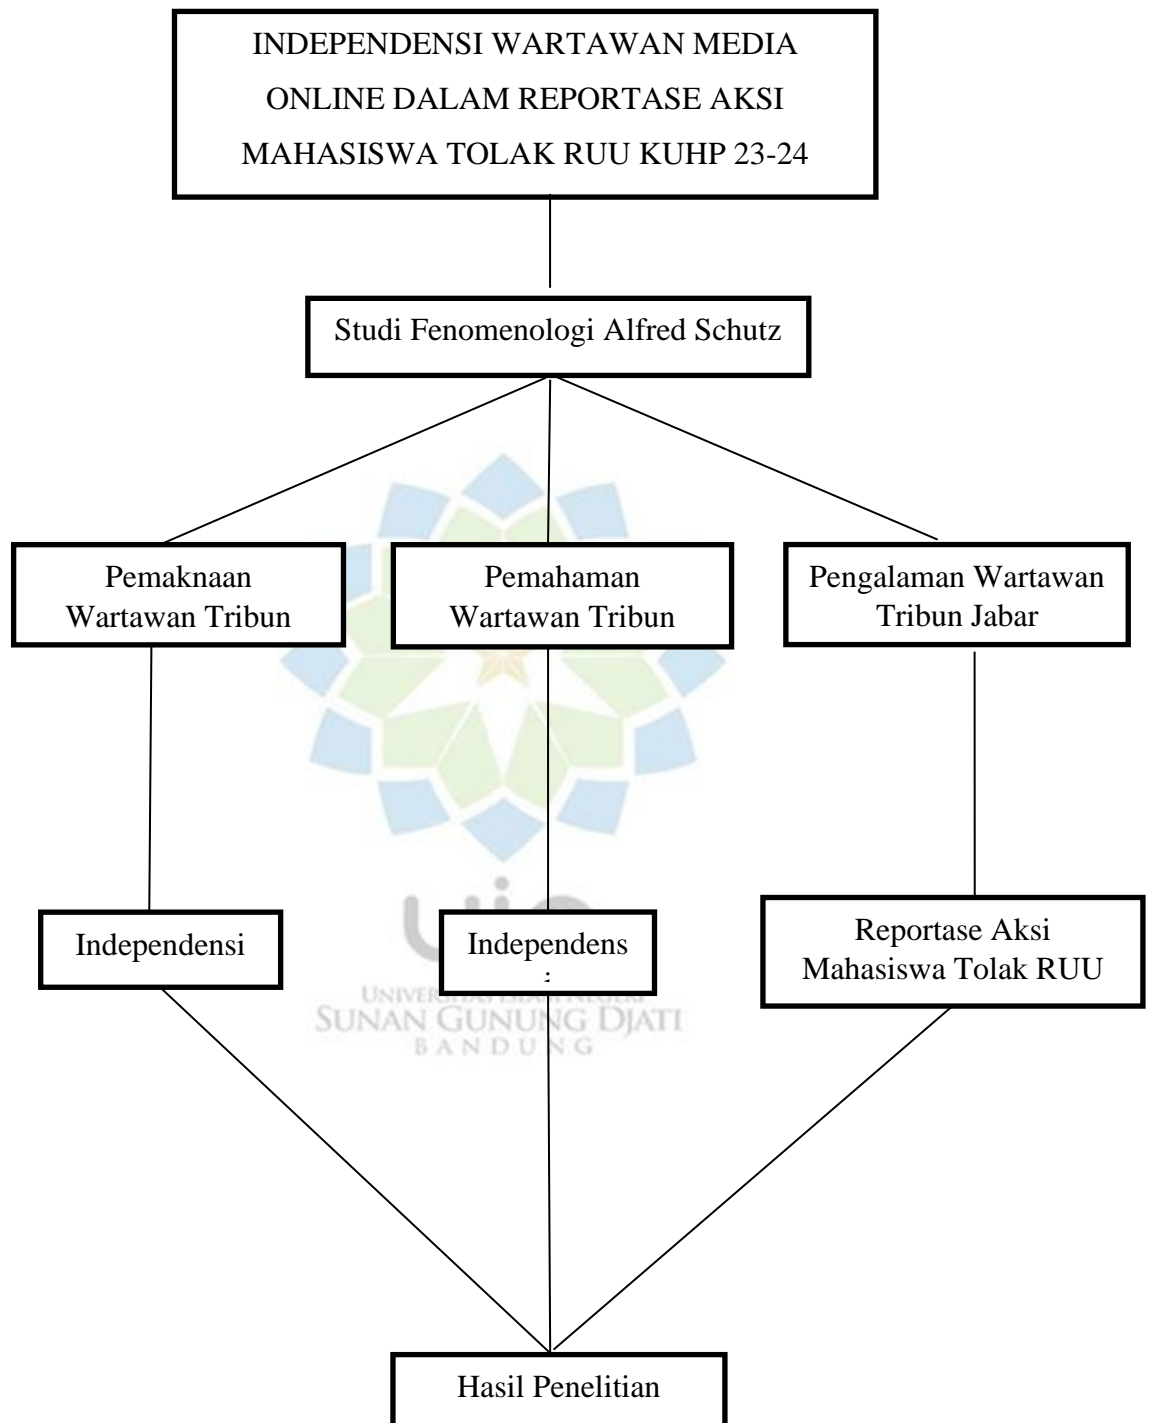 INDEPENDENSI WARTAWAN MEDIA
ONLINE DALAM REPORTASE AKSI
MAHASISWA TOLAK RUU KUHP 23-24
Studi Fenomenologi Alfred Schutz
Pemaknaan
Wartawan Tribun
Pemahaman
Wartawan Tribun
Pengalaman Wartawan
Tribun Jabar
Independensi
Independens
Reportase Aksi
Mahasiswa Tolak RUU
SUNAN GUNUNG DJATI
BANDUNG
Hasil Penelitian